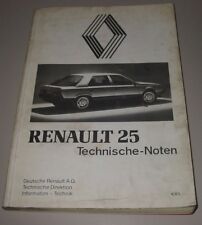 RENAULT 25
Technische-Noten
Deutsche Renault A.G.
Technische Direktion
Information - Technik